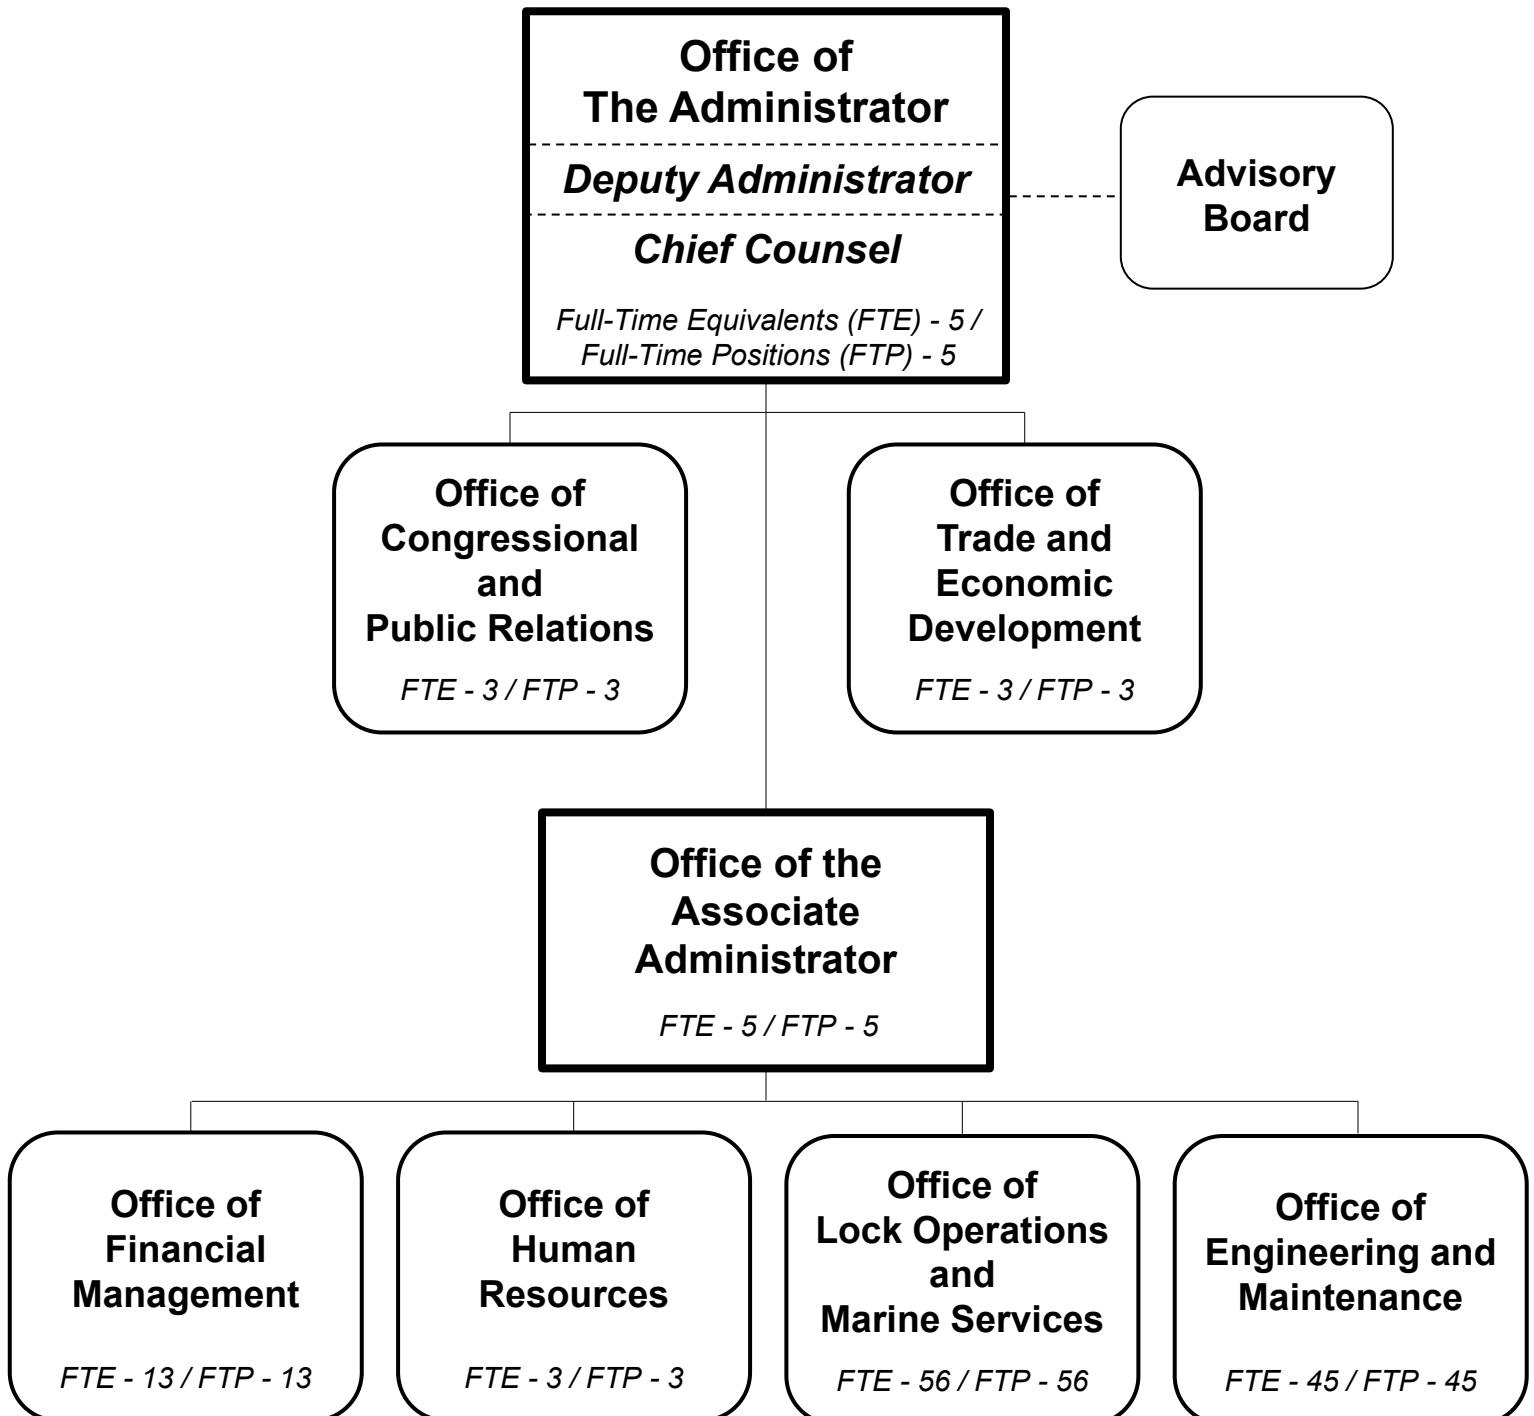 Office of
The Administrator
Deputy Administrator
Chief Counsel
Full-Time Equivalents (FTE) - 5 /
Full-Time Positions (FTP) - 5
Advisory
Board
Office of
Congressional
and
Public Relations
FTE - 3 / FTP - 3
Office of
Trade and
Economic
Development
FTE - 3 / FTP - 3
Office of the
Associate
Administrator
FTE - 5 / FTP - 5
Office of
Financial
Management
FTE - 13 / FTP - 13
Office of
Human
Resources
FTE - 3 / FTP - 3
Office of
Lock Operations
and
Marine Services
FTE - 56 / FTP - 56
Office of
Engineering and
Maintenance
FTE - 45 / FTP - 45